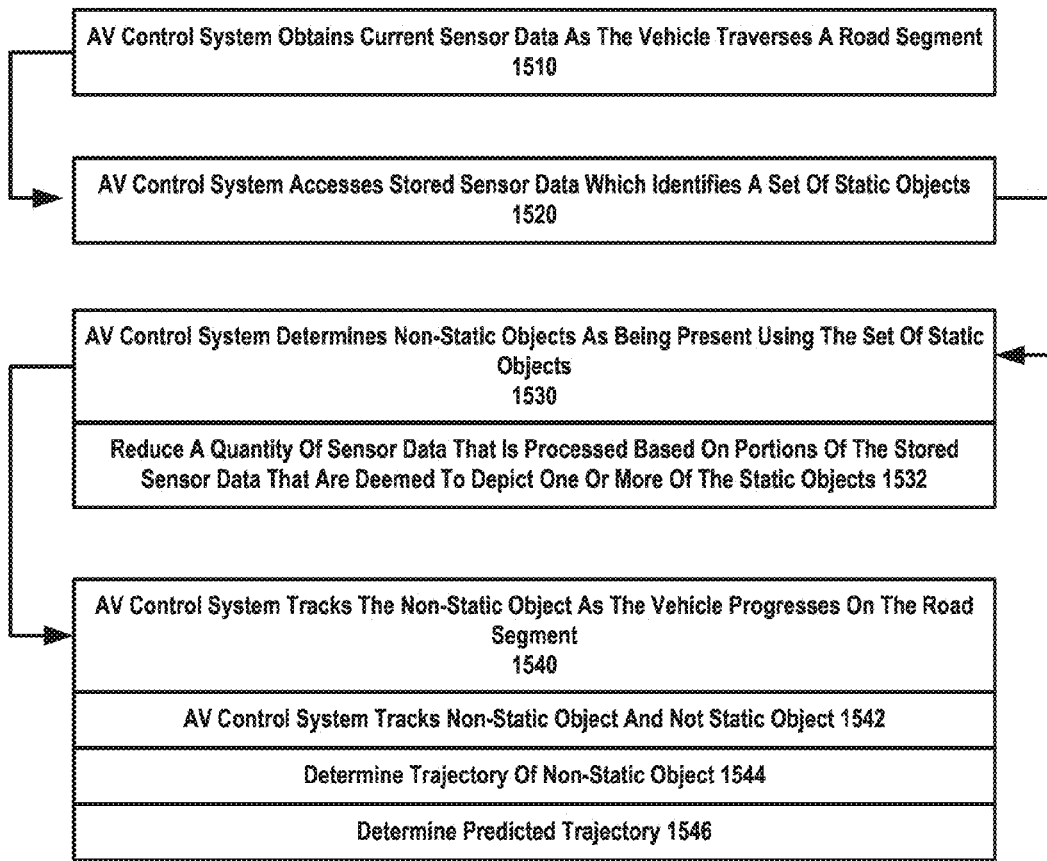 AV Control System Obtains Current Sensor Data As The Vehicle Traverses A Road Segment
1510
AV Control System Accesses Stored Sensor Data Which Identifies A Set Of Static Objects
1520
AV Control System Determines Non-Static Objects As Being Present Using The Set Of Static
Objects
1530
Reduce A Quantity Of Sensor Data That Is Processed Based On Portions Of The Stored
Sensor Data That Are Deemed To Depict One Or More Of The Static Objects 1532
AV Control System Tracks The Non-Static Object As The Vehicle Progresses On The Road
Segment
1540
AV Control System Tracks Non-Static Object And Not Static Object 1542
Determine Trajectory Of Non-Static Object 1544
Determine Predicted Trajectory 1546